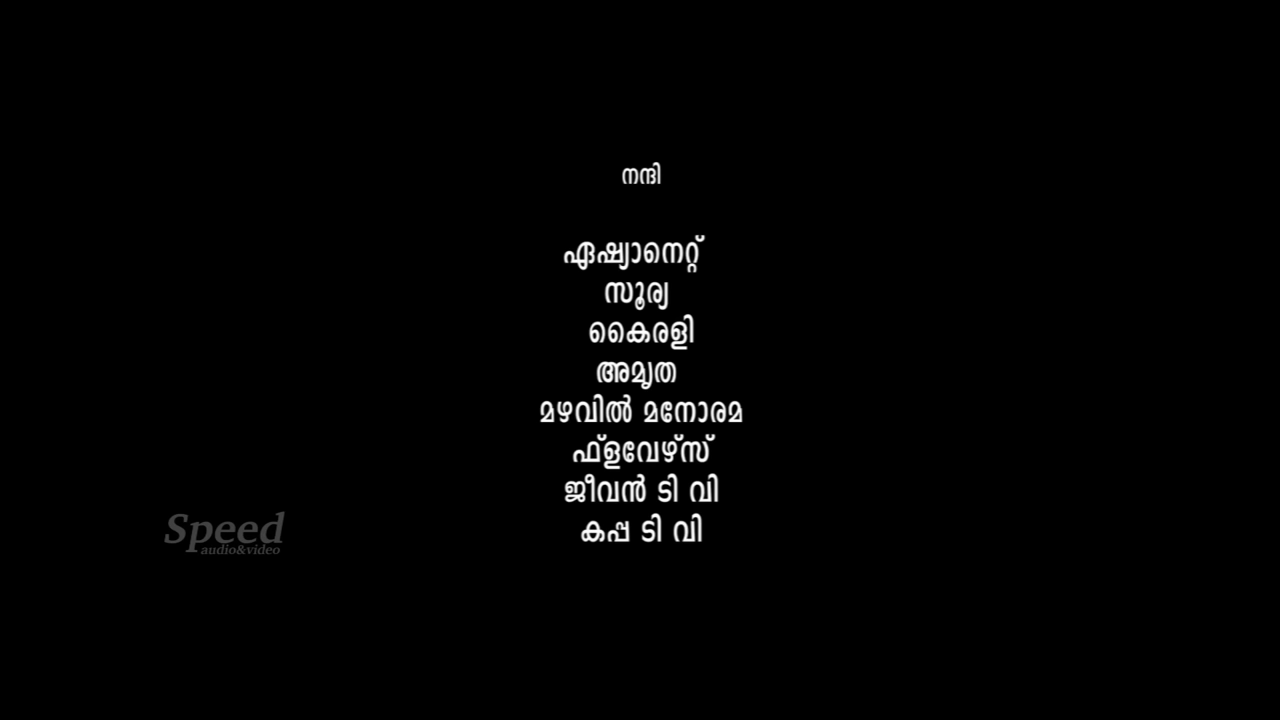 നന്ദി
ഏഷ്യാനെറ്റ്
സൂര്യ
കൈരളി
അമൃത
മഴവിൽ മനോരമ
ഫ്ളവേഴ്സ്
ജീവൻ ടി വി
കപ്പ ടി വി
Speed
audio&video